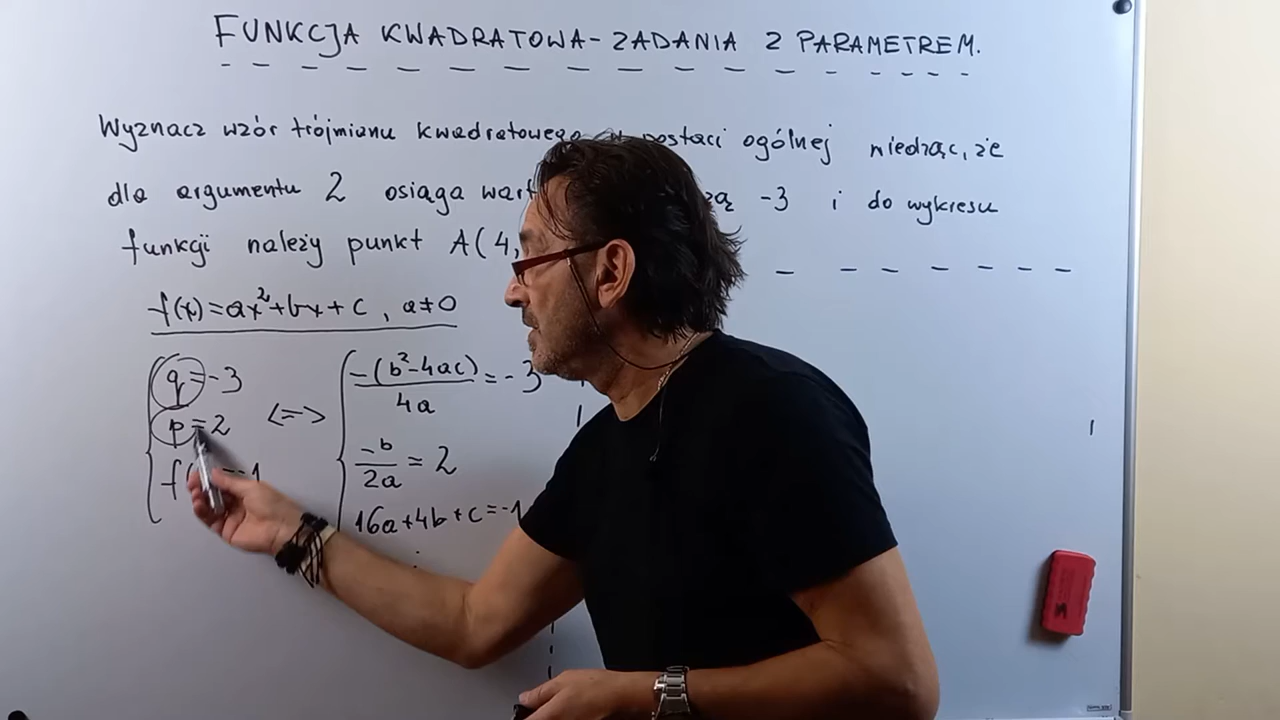 FUNKCJA KWADRATOWA - ZADANIA Z PARAMETREM.
Wyznacz wzór trójmianu kwadratowego w postaci ogólnej wiedząc, że
dla argumentu 2 osiąga -3 i do wykresu
funkcji należy punkt A(4,
f(x)=ax²+bx+c, a≠0
q=-3
p=2
<=>
-(b²-4ac)/4a=-3
-b/2a=2
16a+4b+c=-1